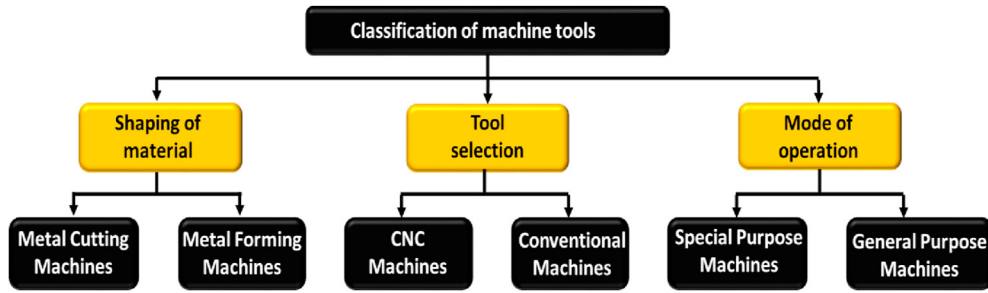 Classification of machine tools
Shaping of
material
Tool
selection
Mode of
operation
Metal Cutting
Machines
Metal Forming
Machines
CNC
Machines
Conventional
Machines
Special Purpose
Machines
General Purpose
Machines